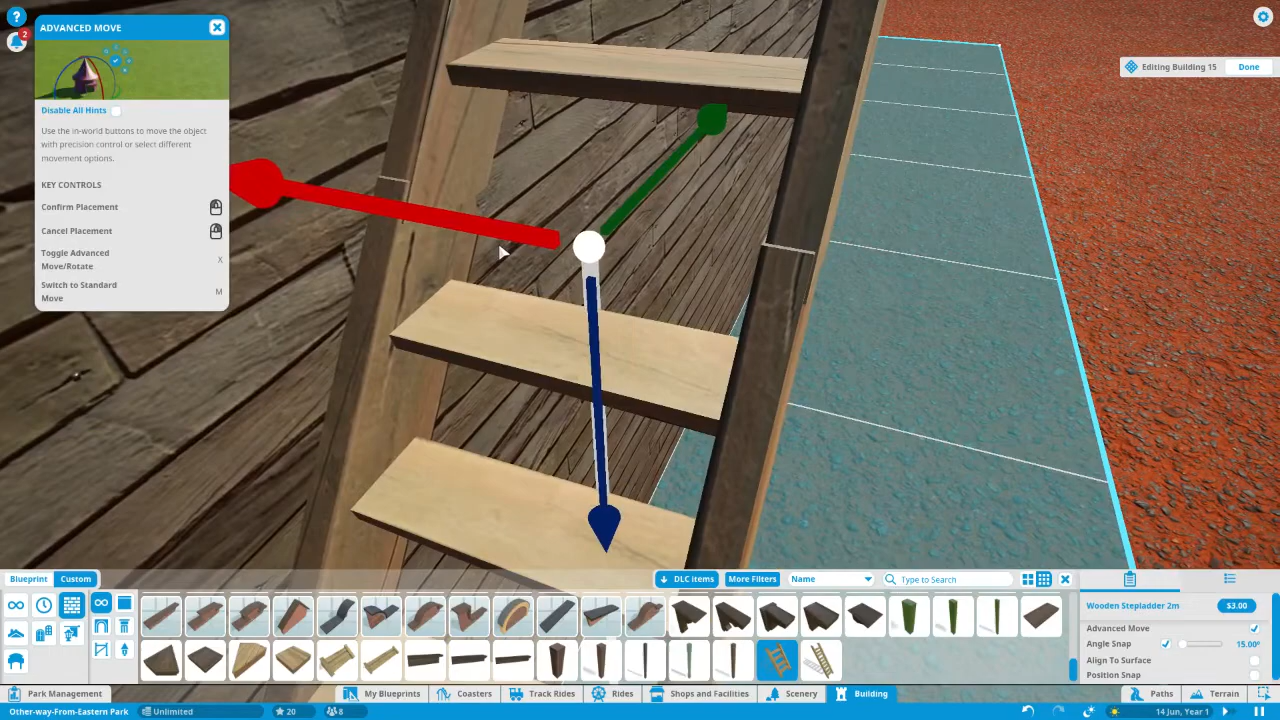 ?
2
ADVANCED MOVE
Disable All Hints
Use the in-world buttons to move the object
with precision control or select different
movement options.
KEY CONTROLS
Confirm Placement
Cancel Placement
Toggle Advanced
Move/Rotate X
Switch to Standard
Move M
Editing Building 15 Done
Blueprint Custom
DLC items More Filters Name Type to Search
Wooden Stepladder 2m $3.00
Advanced Move
Angle Snap 15.00°
Align To Surface
Position Snap
Park Management My Blueprints Coasters Track Rides Rides Shops and Facilities Scenery Building Paths Terrain
Other-way-From-Eastern Park Unlimited 20 8 14 Jun, Year 1